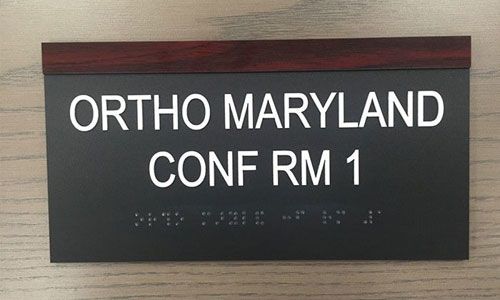 ORTHO MARYLAND
CONF RM 1